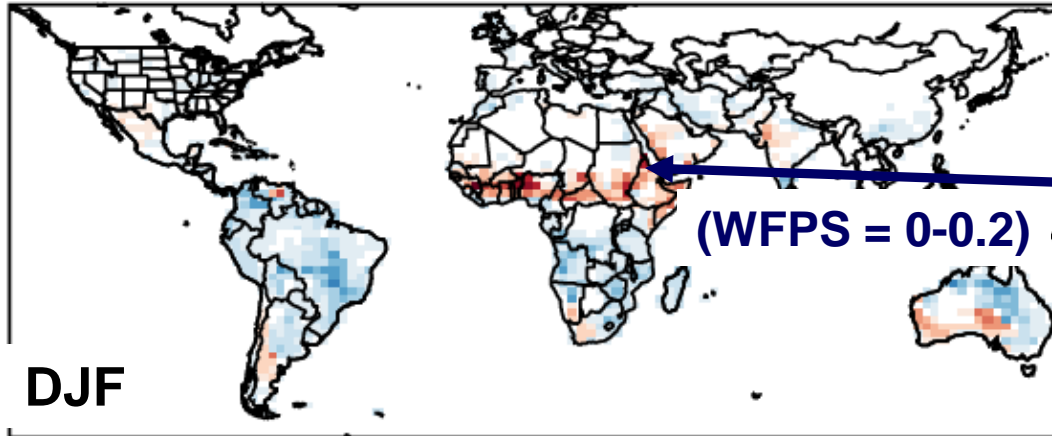 (WFPS = 0-0.2)
DJF